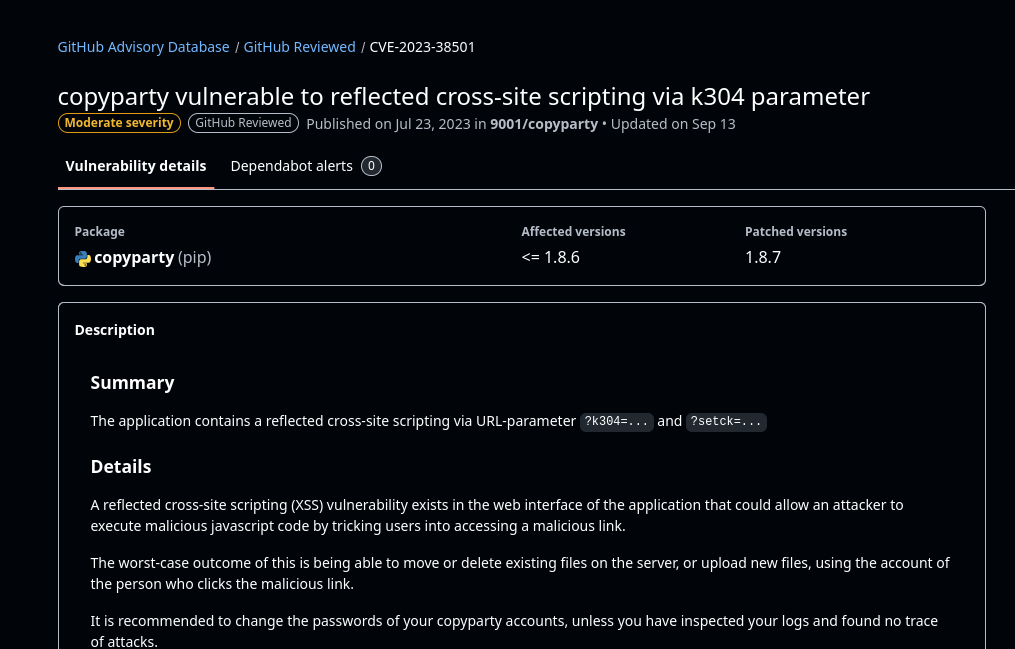 GitHub Advisory Database / GitHub Reviewed / CVE-2023-38501
copyparty vulnerable to reflected cross-site scripting via k304 parameter
Moderate severity GitHub Reviewed Published on Jul 23, 2023 in 9001/copyparty • Updated on Sep 13
Vulnerability details Dependabot alerts 0
Package Affected versions Patched versions
copyparty (pip) <= 1.8.6 1.8.7
Description
Summary
The application contains a reflected cross-site scripting via URL-parameter ?k304=... and ?setck=...
Details
A reflected cross-site scripting (XSS) vulnerability exists in the web interface of the application that could allow an attacker to
execute malicious javascript code by tricking users into accessing a malicious link.
The worst-case outcome of this is being able to move or delete existing files on the server, or upload new files, using the account of
the person who clicks the malicious link.
It is recommended to change the passwords of your copyparty accounts, unless you have inspected your logs and found no trace
of attacks.